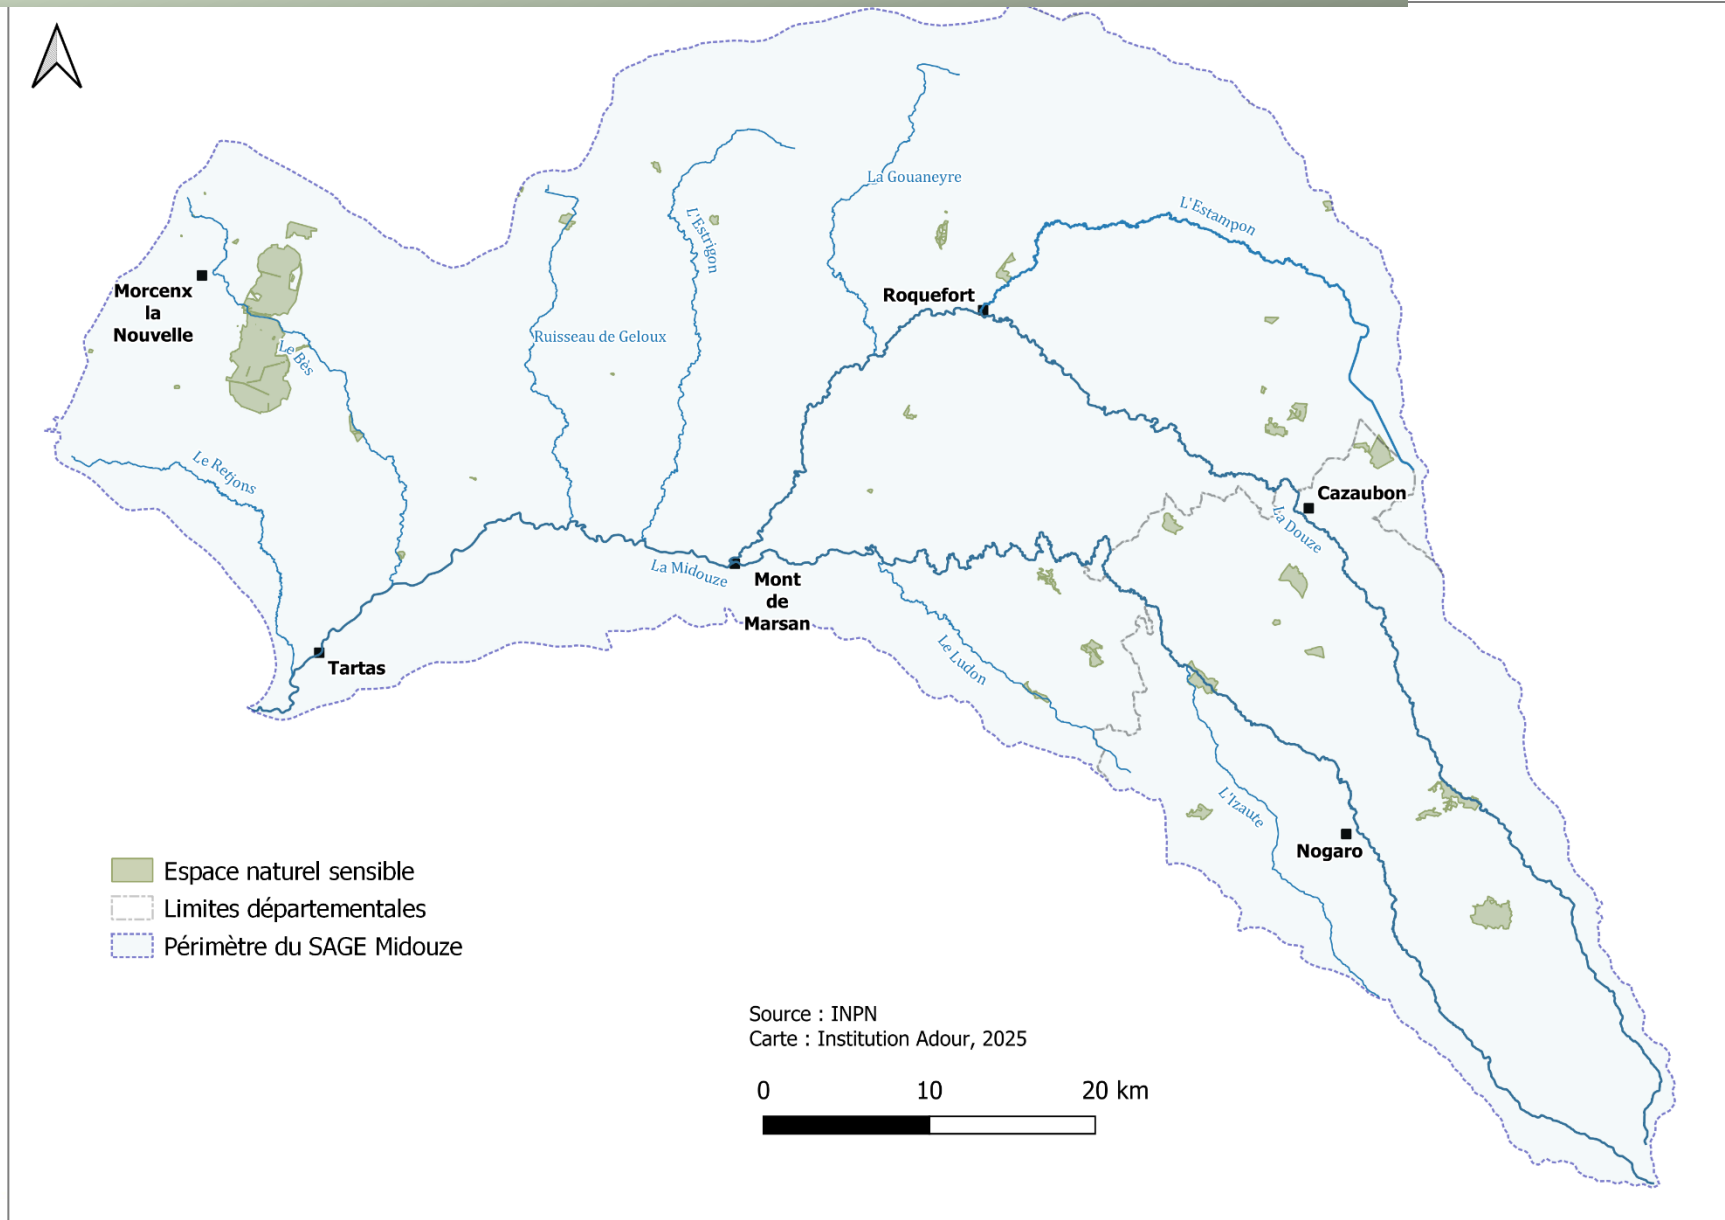 La Gouaneyre
L'Estampon
L'Estrigon
Morcenx
la
Nouvelle
Roquefort
Ruisseau de Geloux
Le Bès
Le Retjons
Cazaubon
La Douze
La Midouze
Mont
de
Marsan
Tartas
Le Ludon
L'Izaute
Nogaro
Espace naturel sensible
Limites départementales
Périmètre du SAGE Midouze
Source : INPN
Carte : Institution Adour, 2025
0 10 20 km